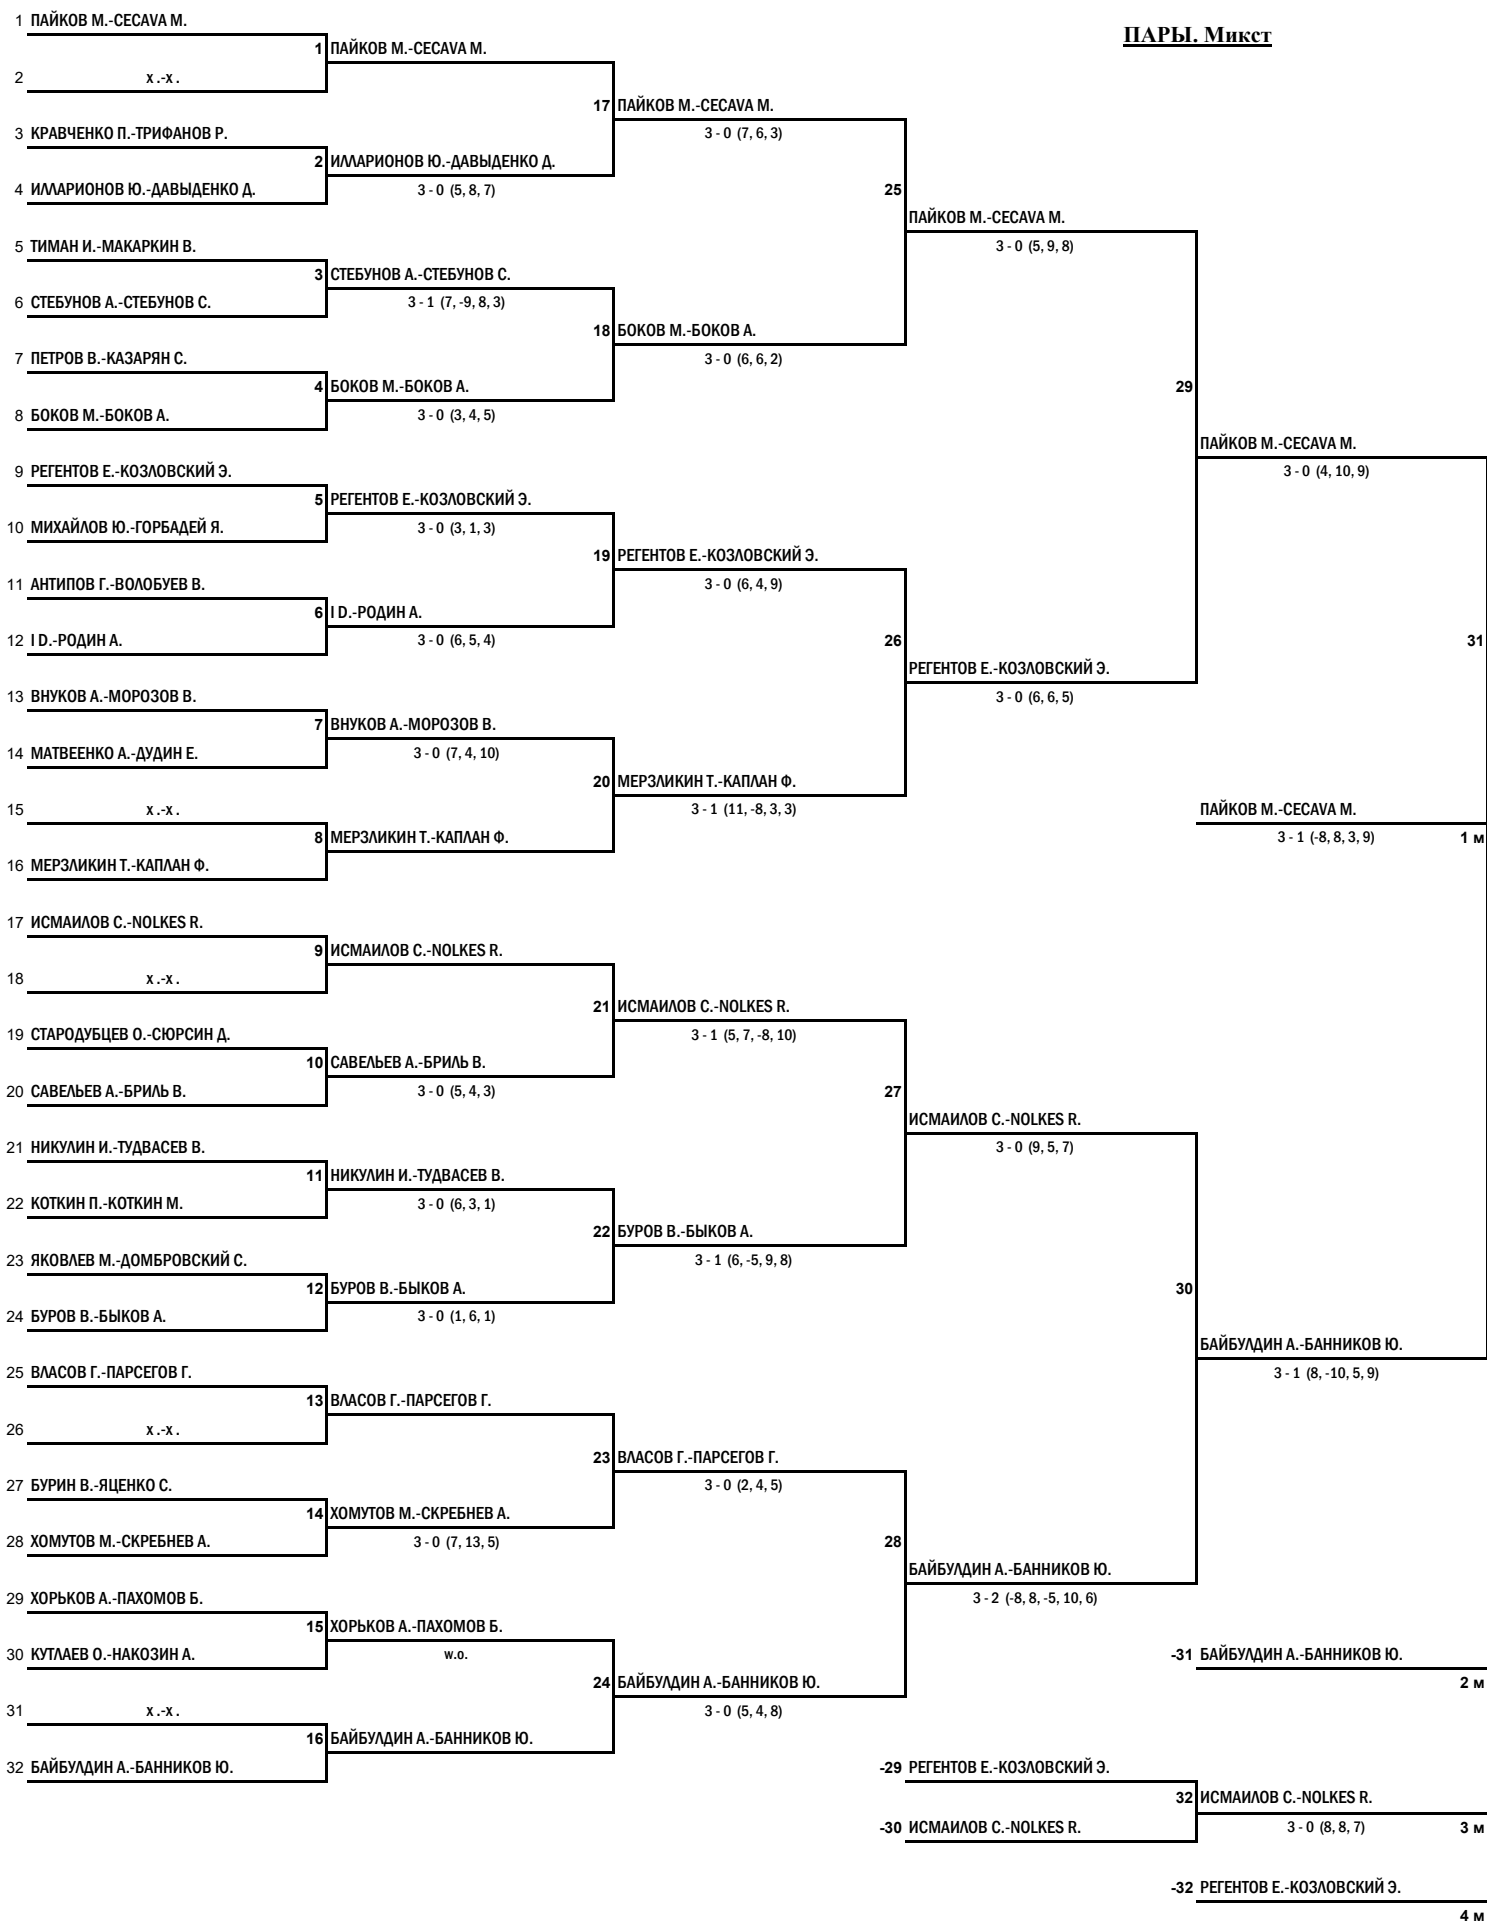 ПАРЫ. Микст
1 ПАЙКОВ М.-CECAVA M.
1 ПАЙКОВ М.-CECAVA M.
2 х .-х .
17 ПАЙКОВ М.-CECAVA M.
3 КРАВЧЕНКО П.-ТРИФАНОВ Р.
3 - 0 (7, 6, 3)
2 ИЛЛАРИОНОВ Ю.-ДАВЫДЕНКО Д.
4 ИЛЛАРИОНОВ Ю.-ДАВЫДЕНКО Д.
3 - 0 (5, 8, 7)
25
ПАЙКОВ М.-CECAVA M.
5 ТИМАН И.-МАКАРКИН В.
3 - 0 (5, 9, 8)
3 СТЕБУНОВ А.-СТЕБУНОВ С.
6 СТЕБУНОВ А.-СТЕБУНОВ С.
3 - 1 (7, -9, 8, 3)
18 БОКОВ М.-БОКОВ А.
7 ПЕТРОВ В.-КАЗАРЯН С.
3 - 0 (6, 6, 2)
4 БОКОВ М.-БОКОВ А.
29
8 БОКОВ М.-БОКОВ А.
3 - 0 (3, 4, 5)
ПАЙКОВ М.-CECAVA M.
9 РЕГЕНТОВ Е.-КОЗЛОВСКИЙ Э.
3 - 0 (4, 10, 9)
5 РЕГЕНТОВ Е.-КОЗЛОВСКИЙ Э.
10 МИХАЙЛОВ Ю.-ГОРБАДЕЙ Я.
3 - 0 (3, 1, 3)
19 РЕГЕНТОВ Е.-КОЗЛОВСКИЙ Э.
11 АНТИПОВ Г.-ВОЛОБУЕВ В.
3 - 0 (6, 4, 9)
6 I D.-РОДИН А.
12 I D.-РОДИН А.
3 - 0 (6, 5, 4)
26
31
РЕГЕНТОВ Е.-КОЗЛОВСКИЙ Э.
13 ВНУКОВ А.-МОРОЗОВ В.
3 - 0 (6, 6, 5)
7 ВНУКОВ А.-МОРОЗОВ В.
14 МАТВЕЕНКО А.-ДУДИН Е.
3 - 0 (7, 4, 10)
20 МЕРЗЛИКИН Т.-КАПЛАН Ф.
15 х .-х .
3 - 1 (11, -8, 3, 3)
ПАЙКОВ М.-CECAVA M.
8 МЕРЗЛИКИН Т.-КАПЛАН Ф.
3 - 1 (-8, 8, 3, 9) 1 м
16 МЕРЗЛИКИН Т.-КАПЛАН Ф.
17 ИСМАИЛОВ С.-NOLKES R.
9 ИСМАИЛОВ С.-NOLKES R.
18 х .-х .
21 ИСМАИЛОВ С.-NOLKES R.
19 СТАРОДУБЦЕВ О.-СЮРСИН Д.
3 - 1 (5, 7, -8, 10)
10 САВЕЛЬЕВ А.-БРИЛЬ В.
20 САВЕЛЬЕВ А.-БРИЛЬ В.
3 - 0 (5, 4, 3)
27
ИСМАИЛОВ С.-NOLKES R.
21 НИКУЛИН И.-ТУДВАСЕВ В.
3 - 0 (9, 5, 7)
11 НИКУЛИН И.-ТУДВАСЕВ В.
22 КОТКИН П.-КОТКИН М.
3 - 0 (6, 3, 1)
22 БУРОВ В.-БЫКОВ А.
23 ЯКОВЛЕВ М.-ДОМБРОВСКИЙ С.
3 - 1 (6, -5, 9, 8)
12 БУРОВ В.-БЫКОВ А.
30
24 БУРОВ В.-БЫКОВ А.
3 - 0 (1, 6, 1)
БАЙБУЛДИН А.-БАННИКОВ Ю.
25 ВЛАСОВ Г.-ПАРСЕГОВ Г.
3 - 1 (8, -10, 5, 9)
13 ВЛАСОВ Г.-ПАРСЕГОВ Г.
26 х .-х .
23 ВЛАСОВ Г.-ПАРСЕГОВ Г.
27 БУРИН В.-ЯЦЕНКО С.
3 - 0 (2, 4, 5)
14 ХОМУТОВ М.-СКРЕБНЕВ А.
28 ХОМУТОВ М.-СКРЕБНЕВ А.
3 - 0 (7, 13, 5)
28
БАЙБУЛДИН А.-БАННИКОВ Ю.
29 ХОРЬКОВ А.-ПАХОМОВ Б.
3 - 2 (-8, 8, -5, 10, 6)
15 ХОРЬКОВ А.-ПАХОМОВ Б.
30 КУТЛАЕВ О.-НАКОЗИН А.
w.o.
-31 БАЙБУЛДИН А.-БАННИКОВ Ю.
24 БАЙБУЛДИН А.-БАННИКОВ Ю.
2 м
31 х .-х .
3 - 0 (5, 4, 8)
16 БАЙБУЛДИН А.-БАННИКОВ Ю.
32 БАЙБУЛДИН А.-БАННИКОВ Ю.
-29 РЕГЕНТОВ Е.-КОЗЛОВСКИЙ Э.
32 ИСМАИЛОВ С.-NOLKES R.
-30 ИСМАИЛОВ С.-NOLKES R.
3 - 0 (8, 8, 7) 3 м
-32 РЕГЕНТОВ Е.-КОЗЛОВСКИЙ Э.
4 м